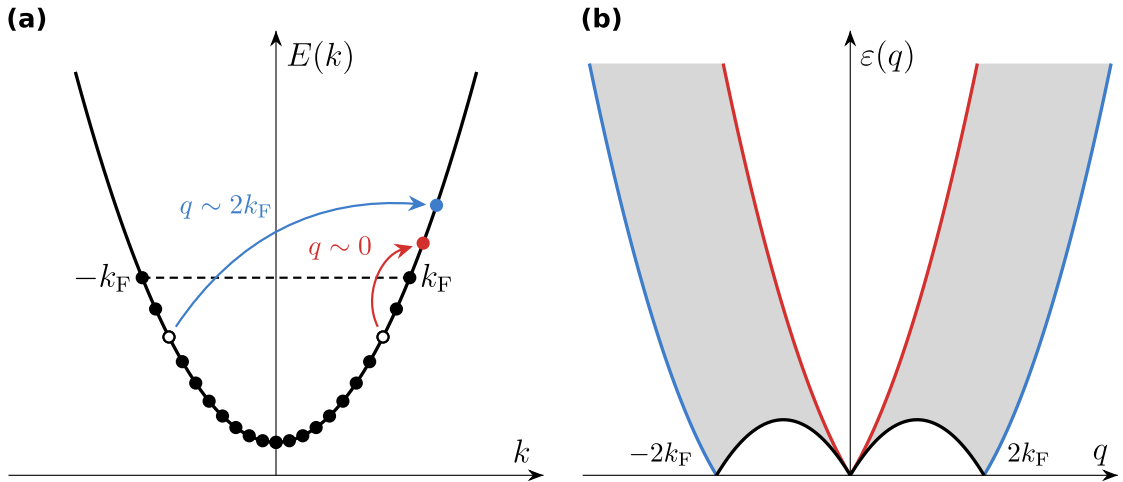 (a)
E(k)
q ∼ 2k_F
q ∼ 0
−k_F
k_F
k
(b)
ε(q)
−2k_F
2k_F
q